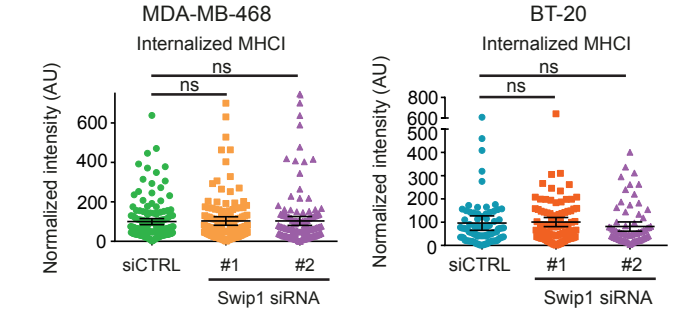 MDA-MB-468
Internalized MHCI
ns
ns
Normalized intensity (AU)
600
400
200
0
siCTRL #1 #2
Swip1 siRNA
BT-20
Internalized MHCI
ns
ns
Normalized intensity (AU)
800
600
500
400
300
200
100
0
siCTRL #1 #2
Swip1 siRNA